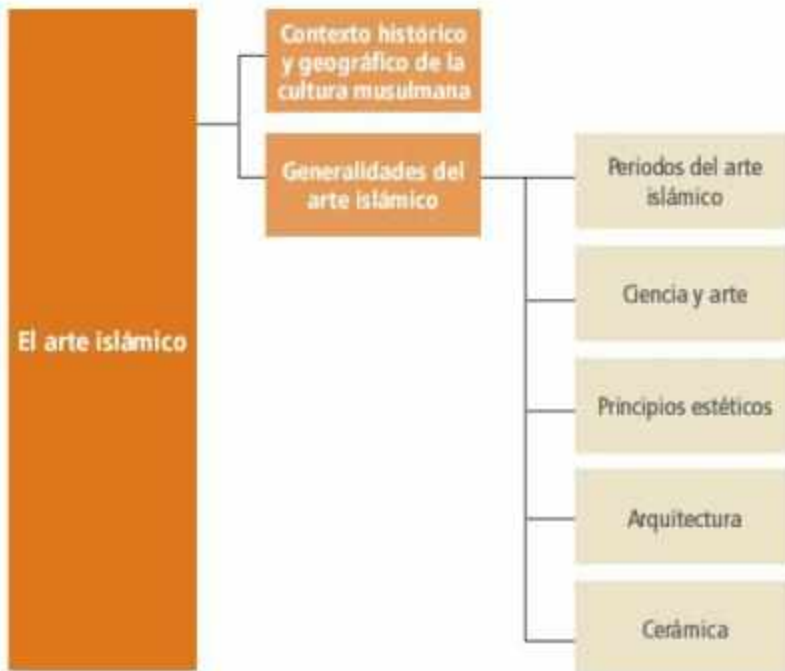 El arte islámico
Contexto histórico
y geográfico de la
cultura musulmana
Generalidades del
arte islámico
Periodos del arte
islámico
Ciencia y arte
Principios estéticos
Arquitectura
Cerámica